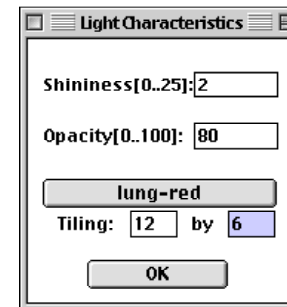 Light Characteristics
Shininess[0..25]: 2
Opacity[0..100]: 80
lung-red
Tiling: 12 by 6
OK